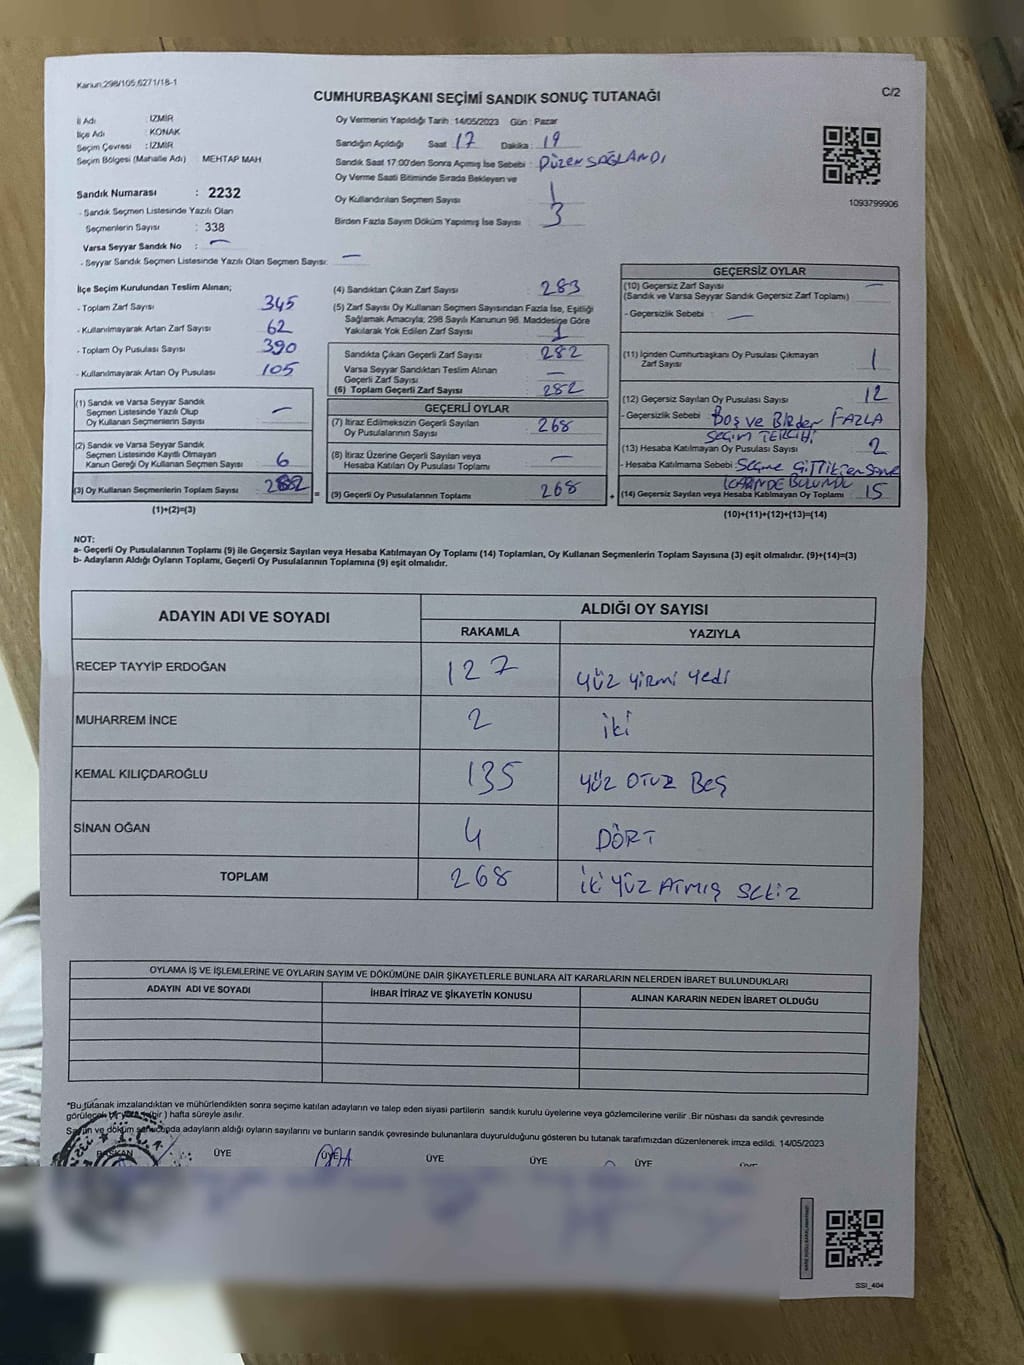 Kanun:298/105,6271/18-1
C/2
CUMHURBAŞKANI SEÇİMİ SANDIK SONUÇ TUTANAĞI
İl Adı : İZMİR
İlçe Adı : KONAK
Seçim Çevresi : İZMİR
Seçim Bölgesi (Mahalle Adı) MEHTAP MAH
Sandık Numarası : 2232
- Sandık Seçmen Listesinde Yazılı Olan
Seçmenlerin Sayısı : 338
Varsa Seyyar Sandık No : —
- Seyyar Sandık Seçmen Listesinde Yazılı Olan Seçmen Sayısı: —
Oy Vermenin Yapıldığı Tarih : 14/05/2023 Gün : Pazar
Sandığın Açıldığı Saat 17 Dakika : 19
Sandık Saat 17:00'den Sonra Açımış İse Sebebi : DÜZEN SAĞLANDI
Oy Verme Saati Bitiminde Sırada Bekleyen ve
Oy Kullandırılan Seçmen Sayısı : 1
Birden Fazla Sayım Döküm Yapılmış İse Sayısı : 3
1093799906
İlçe Seçim Kurulundan Teslim Alınan;
- Toplam Zarf Sayısı 345
- Kullanılmayarak Artan Zarf Sayısı 62
- Toplam Oy Pusulası Sayısı 390
- Kullanılmayarak Artan Oy Pusulası 105
(1) Sandık ve Varsa Seyyar Sandık
Seçmen Listesinde Yazılı Olup
Oy Kullanan Seçmenlerin Sayısı —
(2) Sandık ve Varsa Seyyar Sandık
Seçmen Listesinde Kayıtlı Olmayan
Kanun Gereği Oy Kullanan Seçmen Sayısı 6
(3) Oy Kullanan Seçmenlerin Toplam Sayısı =
(1)+(2)=(3)
(4) Sandıktan Çıkan Zarf Sayısı 283
(5) Zarf Sayısı Oy Kullanan Seçmen Sayısından Fazla İse, Eşitliği
Sağlamak Amacıyla; 298 Sayılı Kanunun 98. Maddesine Göre
Yakılarak Yok Edilen Zarf Sayısı 1
Sandıkta Çıkan Geçerli Zarf Sayısı 282
Varsa Seyyar Sandıktan Teslim Alınan
Geçerli Zarf Sayısı —
(6) Toplam Geçerli Zarf Sayısı 282
GEÇERLİ OYLAR
(7) İtiraz Edilmeksizin Geçerli Sayılan
Oy Pusulalarının Sayısı 268
(8) İtiraz Üzerine Geçerli Sayılan veya
Hesaba Katılan Oy Pusulası Toplamı —
(9) Geçerli Oy Pusulalarının Toplamı 268 +
GEÇERSİZ OYLAR
(10) Geçersiz Zarf Sayısı —
(Sandık ve Varsa Seyyar Sandık Geçersiz Zarf Toplamı)
- Geçersizlik Sebebi : —
(11) İçinden Cumhurbaşkanı Oy Pusulası Çıkmayan
Zarf Sayısı 1
(12) Geçersiz Sayılan Oy Pusulası Sayısı 12
- Geçersizlik Sebebi : BOŞ VE BİRDEN FAZLA
SEÇİM TERCİHİ
(13) Hesaba Katılmayan Oy Pusulası Sayısı 2
- Hesaba Katılmama Sebebi
(14) Geçersiz Sayılan veya Hesaba Katılmayan Oy Toplamı 15
(10)+(11)+(12)+(13)=(14)
NOT:
a- Geçerli Oy Pusulalarının Toplamı (9) ile Geçersiz Sayılan veya Hesaba Katılmayan Oy Toplamı (14) Toplamları, Oy Kullanan Seçmenlerin Toplam Sayısına (3) eşit olmalıdır. (9)+(14)=(3)
b- Adayların Aldığı Oyların Toplamı, Geçerli Oy Pusulalarının Toplamına (9) eşit olmalıdır.
ADAYIN ADI VE SOYADI
ALDIĞI OY SAYISI
RAKAMLA YAZIYLA
RECEP TAYYİP ERDOĞAN 127 YÜZ YİRMİ YEDİ
MUHARREM İNCE 2 İKİ
KEMAL KILIÇDAROĞLU 135 YÜZ OTUZ BEŞ
SİNAN OĞAN 4 DÖRT
TOPLAM 268 İKİ YÜZ ATMIŞ SEKİZ
OYLAMA İŞ VE İŞLEMLERİNE VE OYLARIN SAYIM VE DÖKÜMÜNE DAİR ŞİKAYETLERLE BUNLARA AİT KARARLARIN NELERDEN İBARET BULUNDUKLARI
ADAYIN ADI VE SOYADI İHBAR İTİRAZ VE ŞİKAYETİN KONUSU ALINAN KARARIN NEDEN İBARET OLDUĞU
*Bu tutanak imzalandıktan ve mühürlendikten sonra seçime katılan adayların ve talep eden siyasi partilerin sandık kurulu üyelerine veya gözlemcilerine verilir .Bir nüshası da sandık çevresinde
görülecek bir yere (bir) hafta süreyle asılır.
Sayım ve döküm sonucunda adayların aldığı oyların sayılarını ve bunların sandık çevresinde bulunanlara duyurulduğunu gösteren bu tutanak tarafımızdan düzenlenerek imza edildi. 14/05/2023
BAŞKAN ÜYE ÜYE ÜYE ÜYE ÜYE
SSI_404